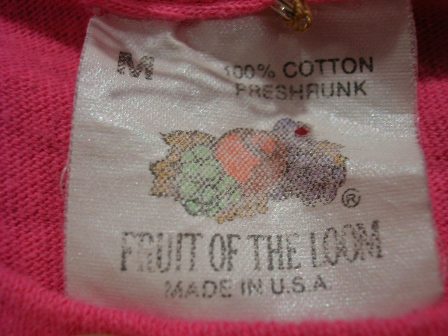 M 100% COTTON
PRESHRUNK
®
FRUIT OF THE LOOM
MADE IN U.S.A.